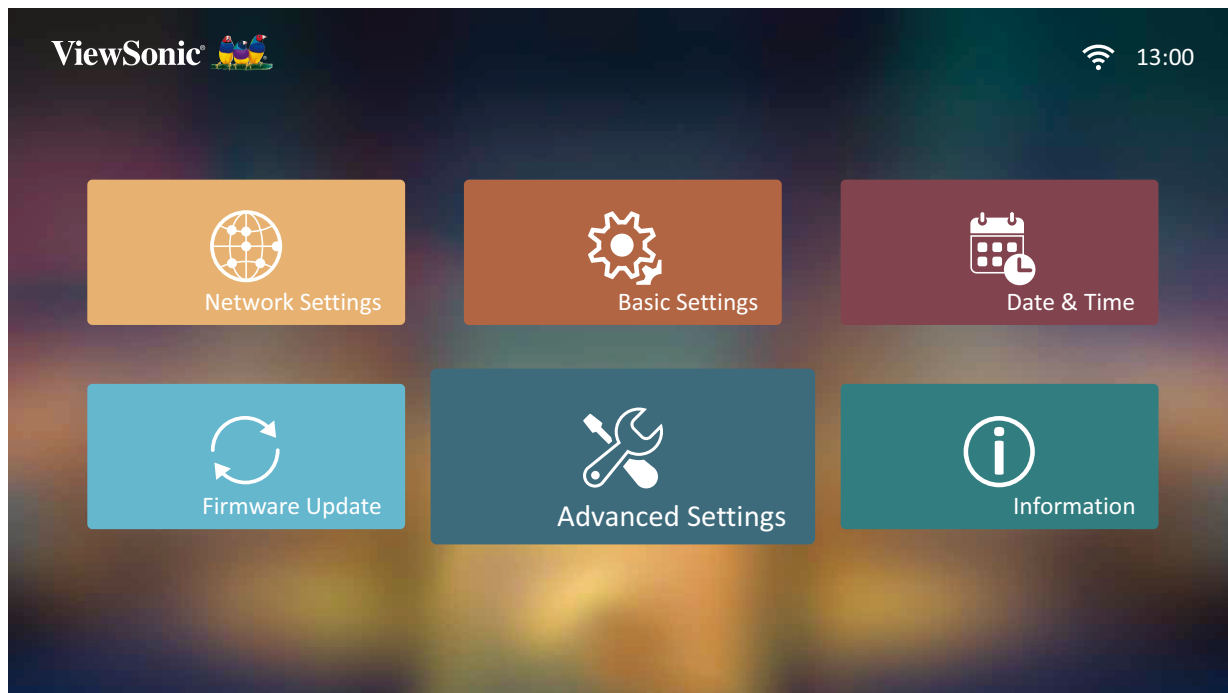 ViewSonic®
13:00
Network Settings
Basic Settings
Date & Time
Firmware Update
Advanced Settings
Information